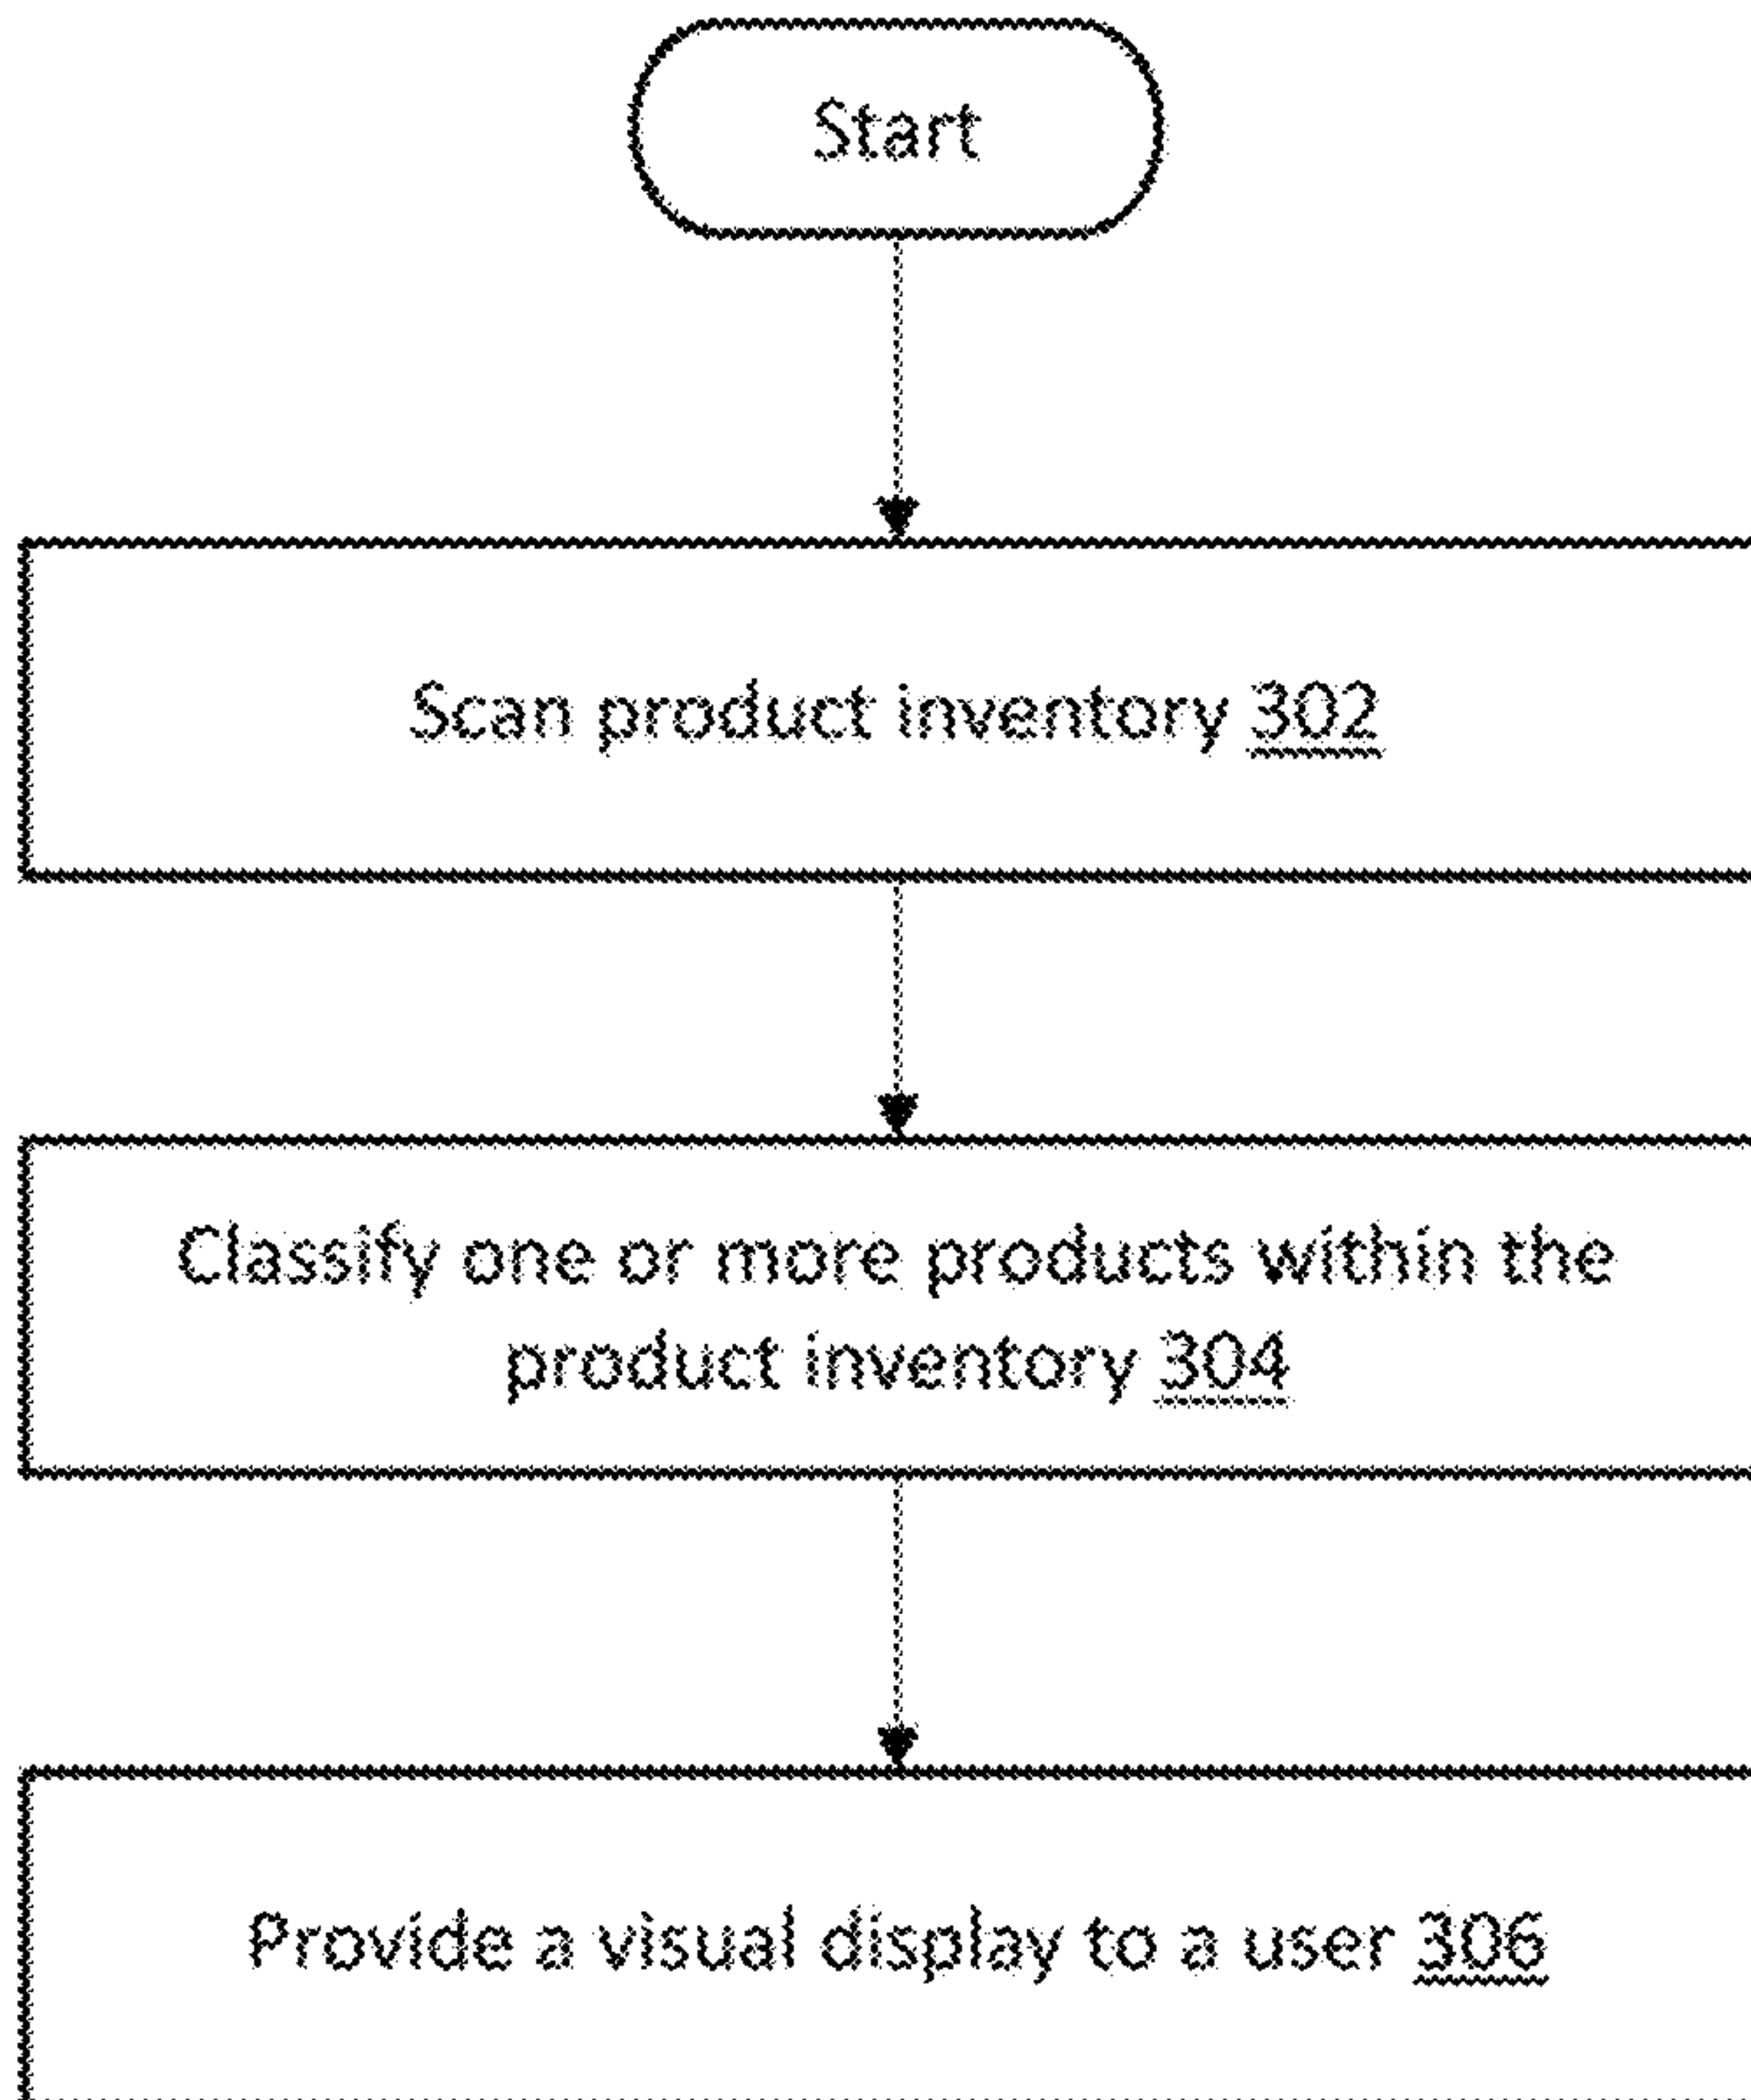 Start
Scan product inventory 302
Classify one or more products within the
product inventory 304
Provide a visual display to a user 306